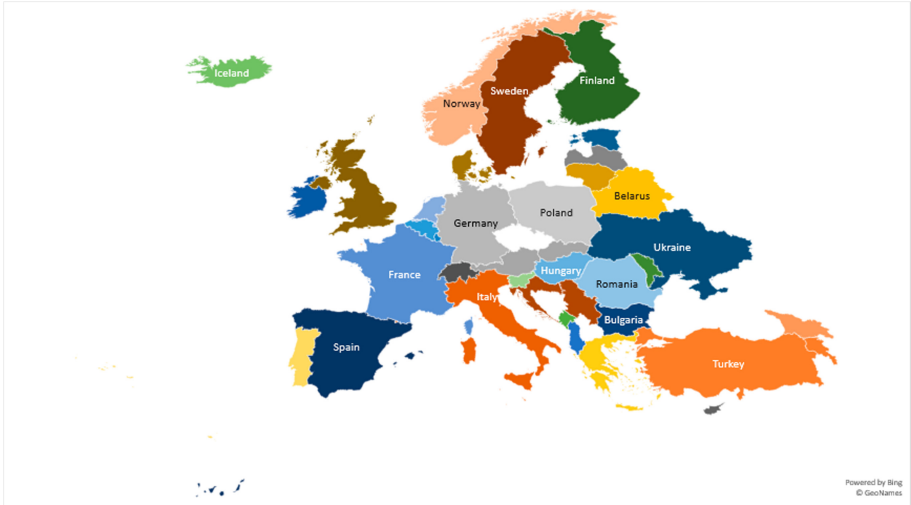 Iceland
Finland
Sweden
Norway
Belarus
Poland
Germany
Ukraine
Hungary
France
Romania
Italy
Bulgaria
Spain
Turkey
Powered by Bing
© GeoNames